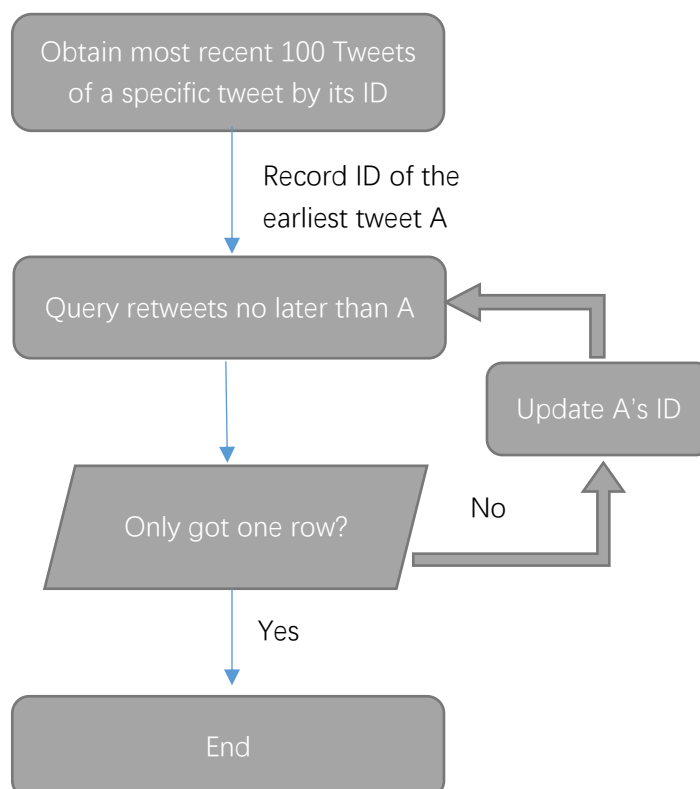 Obtain most recent 100 Tweets
of a specific tweet by its ID
Record ID of the
earliest tweet A
Query retweets no later than A
Update A’s ID
Only got one row?
No
Yes
End